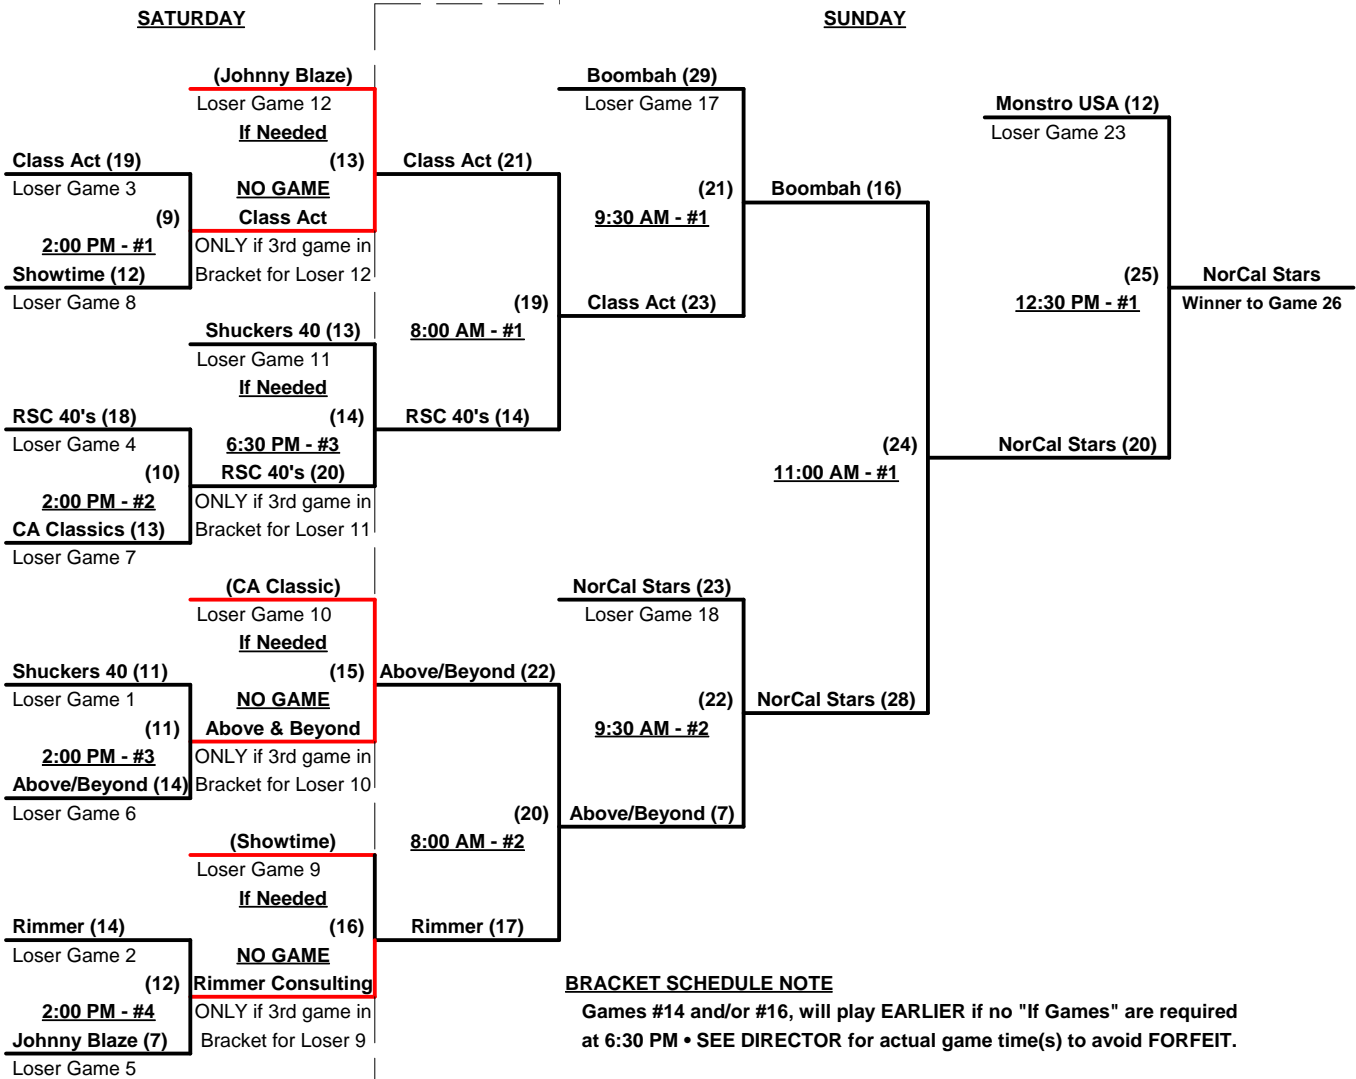 SATURDAY
SUNDAY
(Johnny Blaze)
Loser Game 12
If Needed
(13)
NO GAME
Class Act
ONLY if 3rd game in
Bracket for Loser 12
Class Act (19)
Loser Game 3
(9)
2:00 PM - #1
Showtime (12)
Loser Game 8
Shuckers 40 (13)
Loser Game 11
If Needed
(14)
6:30 PM - #3
RSC 40's (20)
ONLY if 3rd game in
Bracket for Loser 11
RSC 40's (18)
Loser Game 4
(10)
2:00 PM - #2
CA Classics (13)
Loser Game 7
(CA Classic)
Loser Game 10
If Needed
(15)
NO GAME
Above & Beyond
ONLY if 3rd game in
Bracket for Loser 10
Shuckers 40 (11)
Loser Game 1
(11)
2:00 PM - #3
Above/Beyond (14)
Loser Game 6
(Showtime)
Loser Game 9
If Needed
(16)
NO GAME
Rimmer Consulting
ONLY if 3rd game in
Bracket for Loser 9
Rimmer (14)
Loser Game 2
(12)
2:00 PM - #4
Johnny Blaze (7)
Loser Game 5
Class Act (21)
(19)
8:00 AM - #1
RSC 40's (14)
Above/Beyond (22)
(20)
8:00 AM - #2
Rimmer (17)
Boombah (29)
Loser Game 17
(21)
9:30 AM - #1
Class Act (23)
NorCal Stars (23)
Loser Game 18
(22)
9:30 AM - #2
Above/Beyond (7)
Boombah (16)
(24)
11:00 AM - #1
NorCal Stars (28)
Monstro USA (12)
Loser Game 23
(25)
12:30 PM - #1
NorCal Stars (20)
NorCal Stars
Winner to Game 26
BRACKET SCHEDULE NOTE
Games #14 and/or #16, will play EARLIER if no "If Games" are required
at 6:30 PM • SEE DIRECTOR for actual game time(s) to avoid FORFEIT.